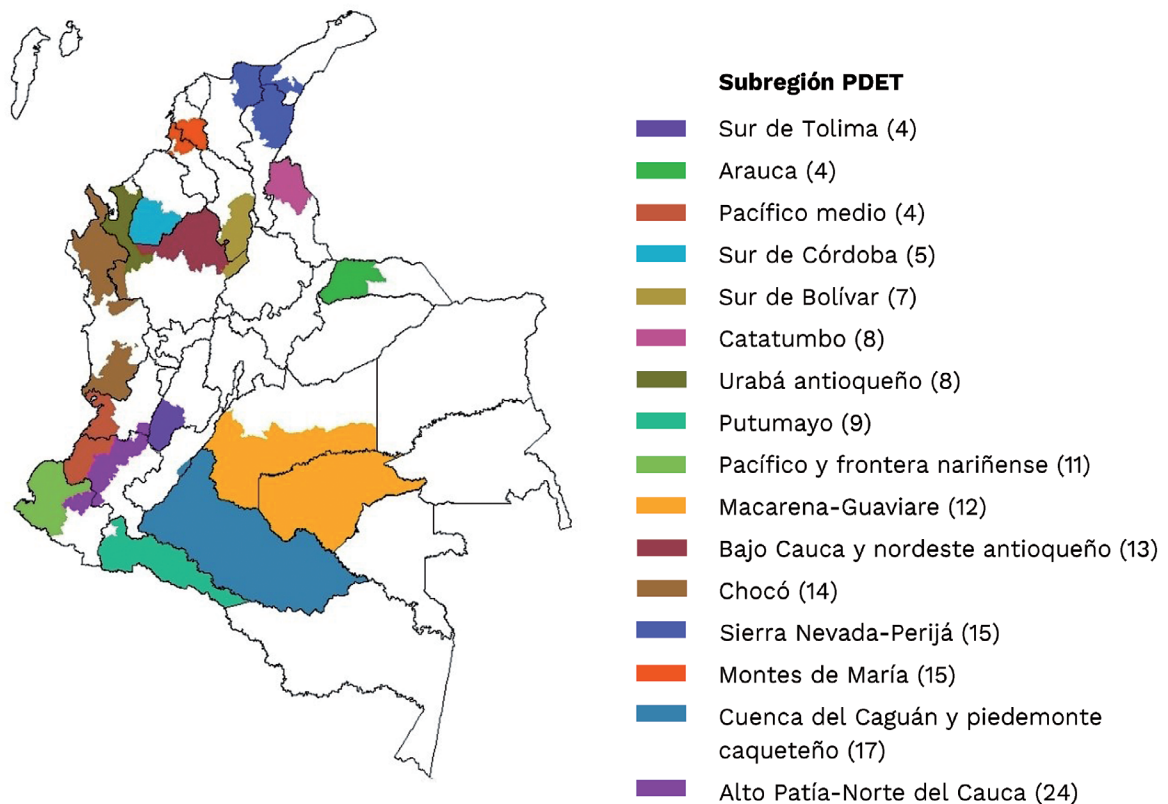 Subregión PDET
Sur de Tolima (4)
Arauca (4)
Pacífico medio (4)
Sur de Córdoba (5)
Sur de Bolívar (7)
Catatumbo (8)
Urabá antioqueño (8)
Putumayo (9)
Pacífico y frontera nariñense (11)
Macarena-Guaviare (12)
Bajo Cauca y nordeste antioqueño (13)
Chocó (14)
Sierra Nevada-Perijá (15)
Montes de María (15)
Cuenca del Caguán y piedemonte
caqueteño (17)
Alto Patía-Norte del Cauca (24)